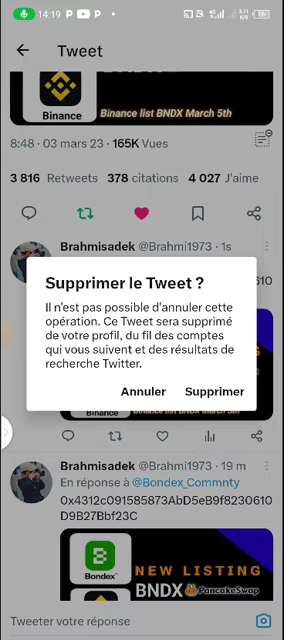 14:19
Tweet
Binance
Binance list BNDX March 5th
8:48 · 03 mars 23 · 165K Vues
3 816 Retweets 378 citations 4 027 J'aime
Brahmisadek @Brahmi1973 · 1s
610
Supprimer le Tweet ?
Il n'est pas possible d'annuler cette
opération. Ce Tweet sera supprimé
de votre profil, du fil des comptes
qui vous suivent et des résultats de
recherche Twitter.
Annuler Supprimer
Binance
Brahmisadek @Brahmi1973 · 19 m
En réponse à @Bondex_Commnty
0x4312c091585873AbD5eB9f8230610
D9B27Bbf23C
Bondex
NEW LISTING
BNDX PancakeSwap
Tweeter votre réponse